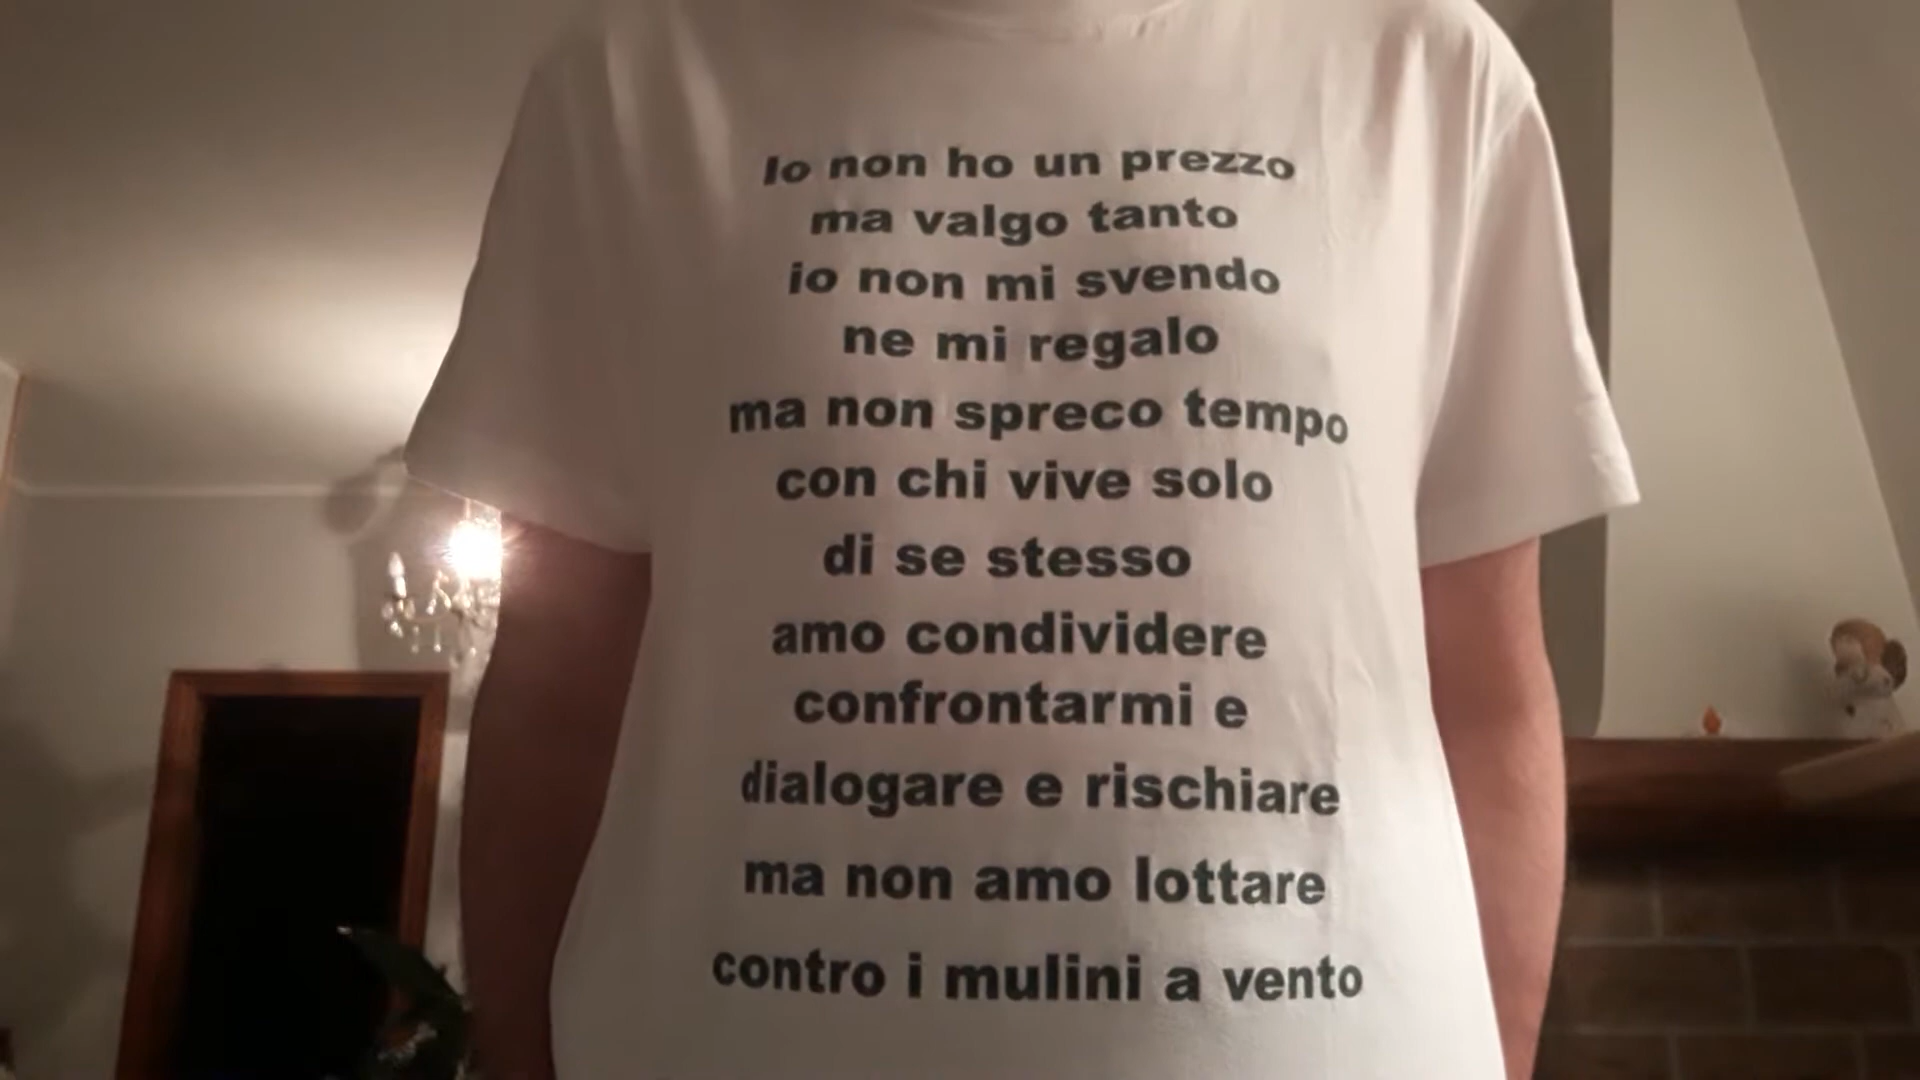 Io non ho un prezzo
ma valgo tanto
io non mi svendo
ne mi regalo
ma non spreco tempo
con chi vive solo
di se stesso
amo condividere
confrontarmi e
dialogare e rischiare
ma non amo lottare
contro i mulini a vento